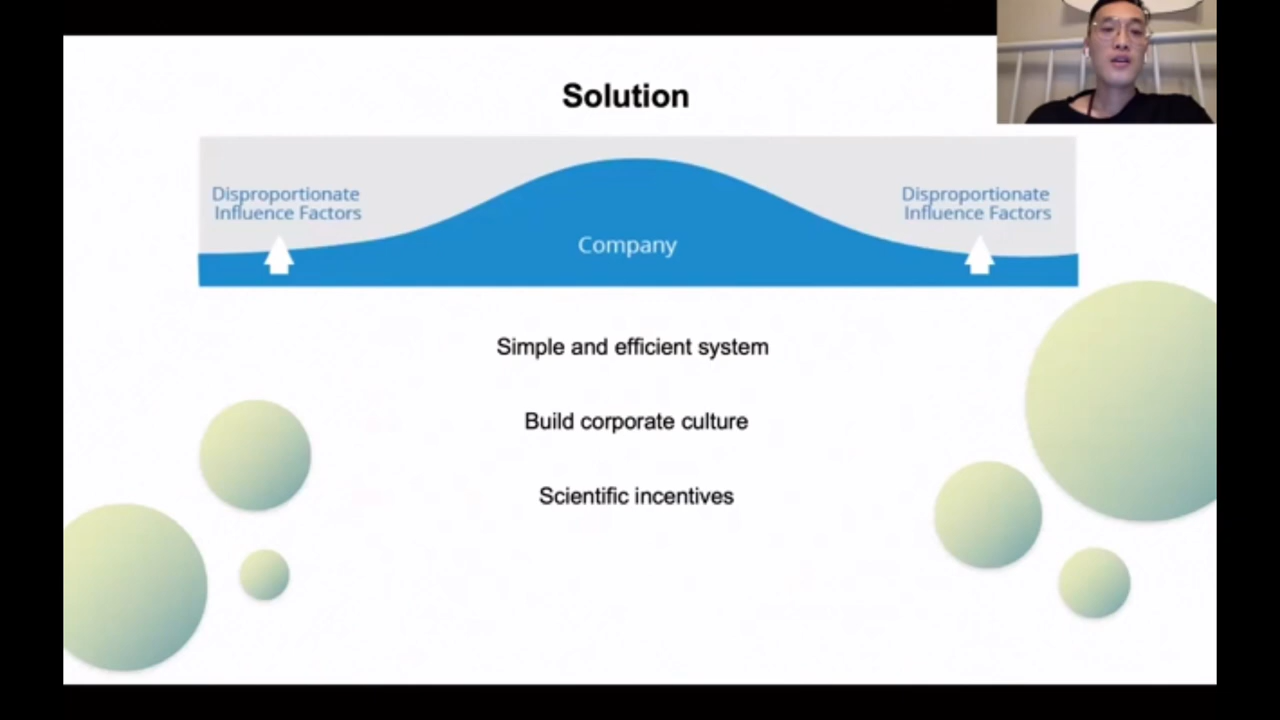 Solution
Disproportionate
Influence Factors
Disproportionate
Influence Factors
Company
Simple and efficient system
Build corporate culture
Scientific incentives